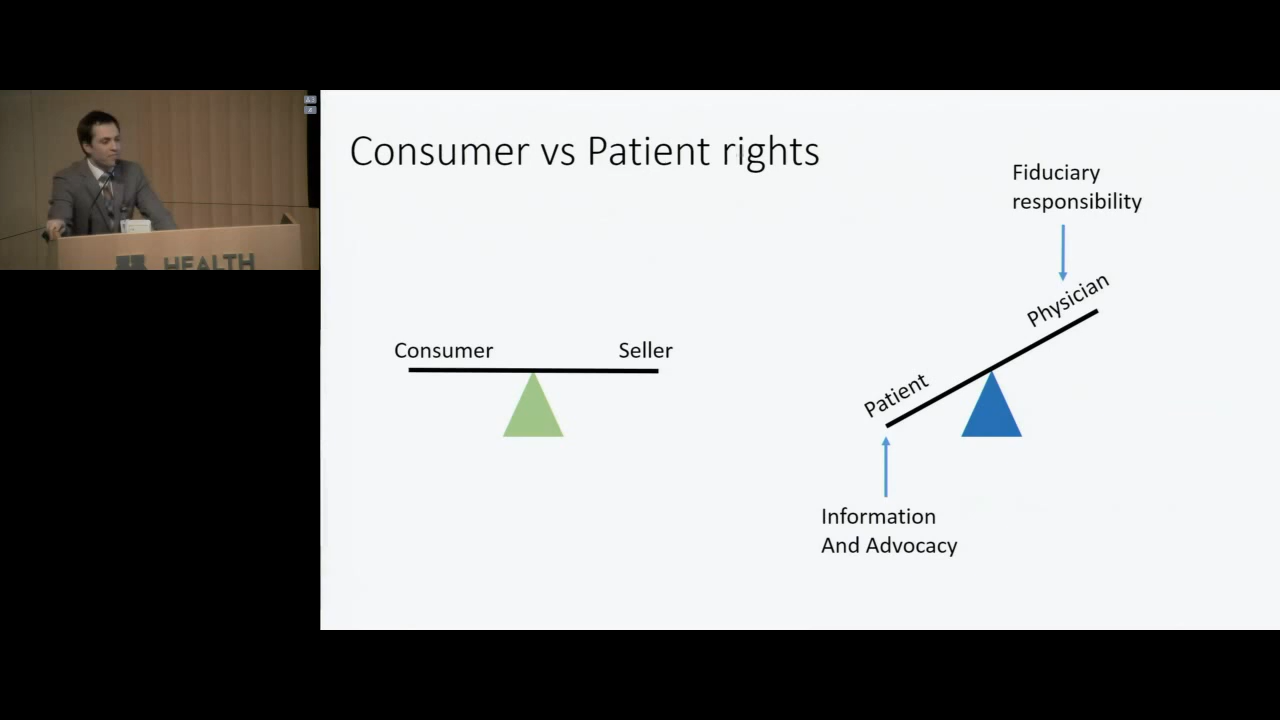 Consumer vs Patient rights
Fiduciary
responsibility
Physician
Consumer
Seller
Patient
Information
And Advocacy
HEALTH